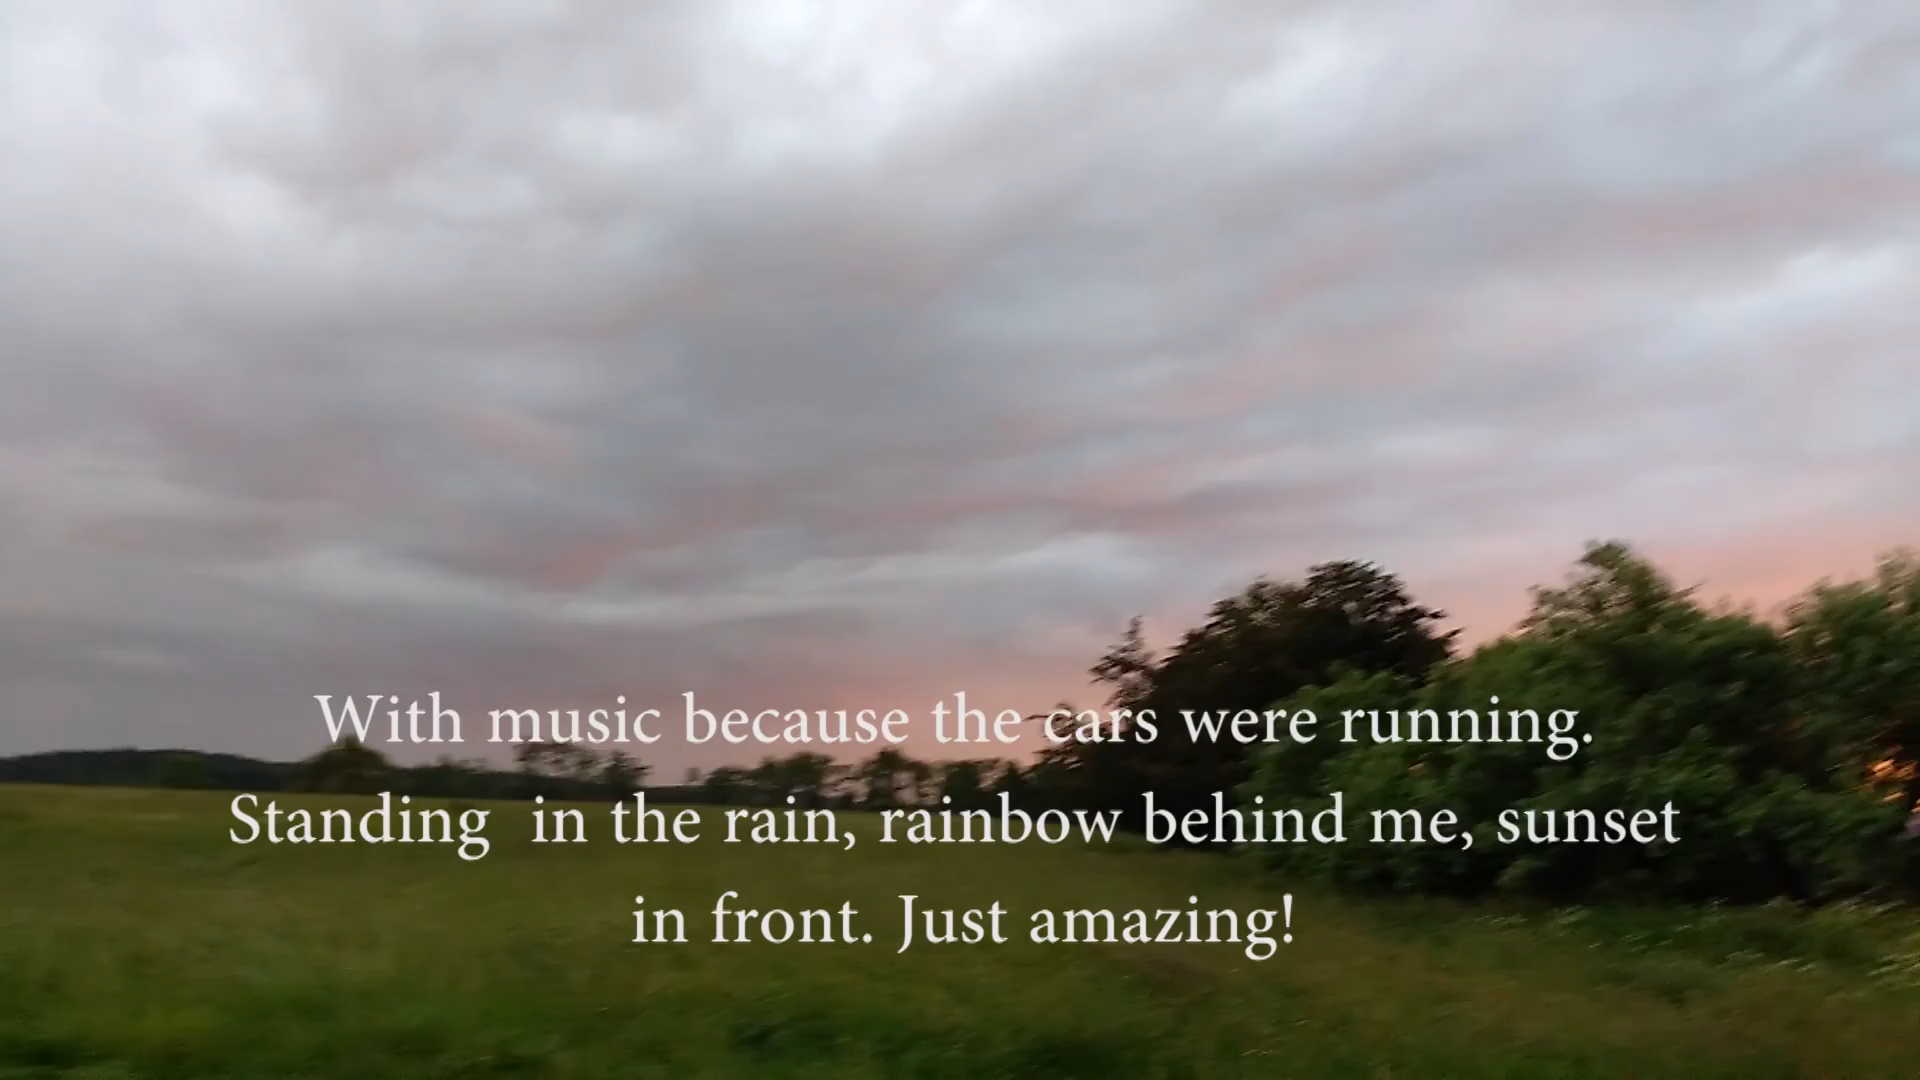 With music because the cars were running.
Standing  in the rain, rainbow behind me, sunset
in front. Just amazing!